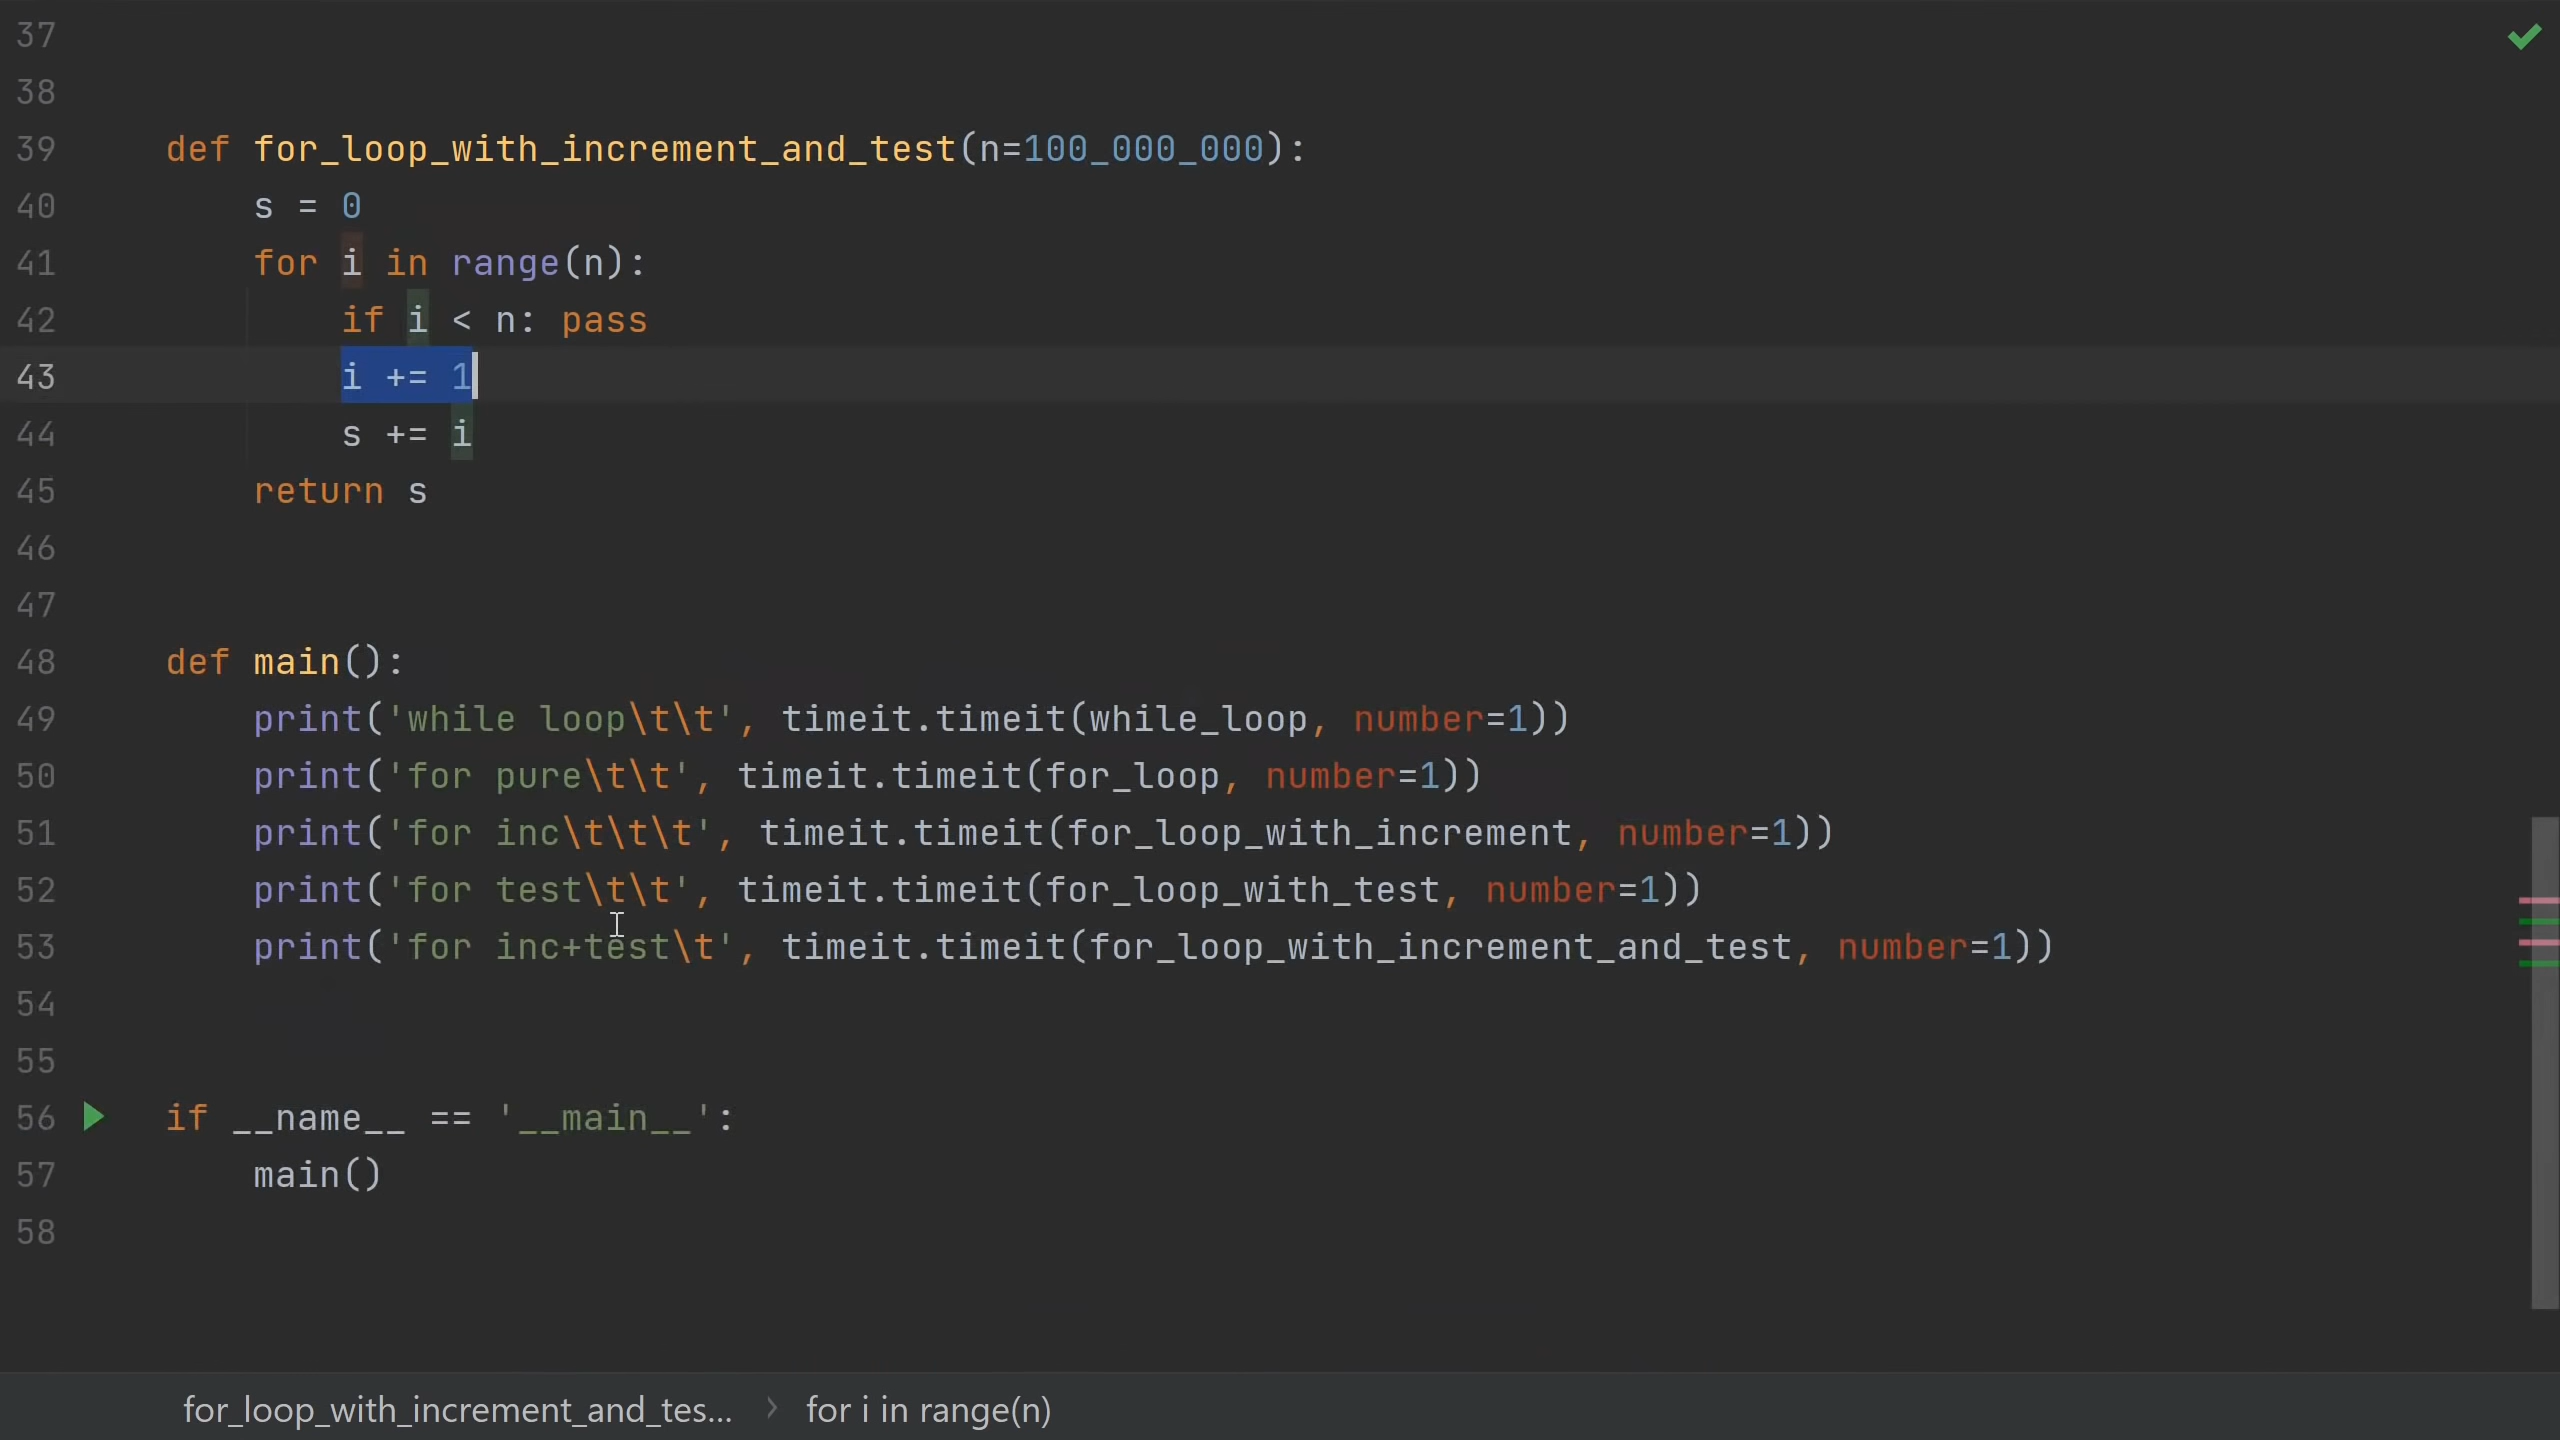 37
38
39 def for_loop_with_increment_and_test(n=100_000_000):
40 s = 0
41 for i in range(n):
42 if i < n: pass
43 i += 1
44 s += i
45 return s
46
47
48 def main():
49 print('while loop\t\t', timeit.timeit(while_loop, number=1))
50 print('for pure\t\t', timeit.timeit(for_loop, number=1))
51 print('for inc\t\t\t', timeit.timeit(for_loop_with_increment, number=1))
52 print('for test\t\t', timeit.timeit(for_loop_with_test, number=1))
53 print('for inc+test\t', timeit.timeit(for_loop_with_increment_and_test, number=1))
54
55
56 if __name__ == '__main__':
57 main()
58
for_loop_with_increment_and_tes... › for i in range(n)